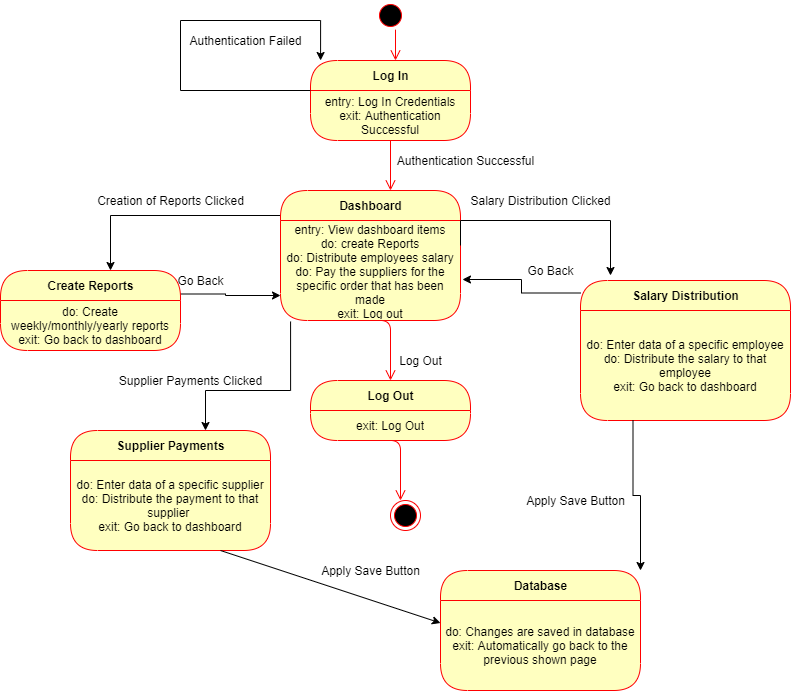 Authentication Failed
Log In
entry: Log In Credentials
exit: Authentication
Successful
Authentication Successful
Creation of Reports Clicked
Dashboard
Salary Distribution Clicked
entry: View dashboard items
do: create Reports
do: Distribute employees salary
do: Pay the suppliers for the
specific order that has been
made
exit: Log out
Go Back
Go Back
Create Reports
do: Create
weekly/monthly/yearly reports
exit: Go back to dashboard
Salary Distribution
do: Enter data of a specific employee
do: Distribute the salary to that
employee
exit: Go back to dashboard
Log Out
Supplier Payments Clicked
Log Out
exit: Log Out
Supplier Payments
do: Enter data of a specific supplier
do: Distribute the payment to that
supplier
exit: Go back to dashboard
Apply Save Button
Apply Save Button
Database
do: Changes are saved in database
exit: Automatically go back to the
previous shown page